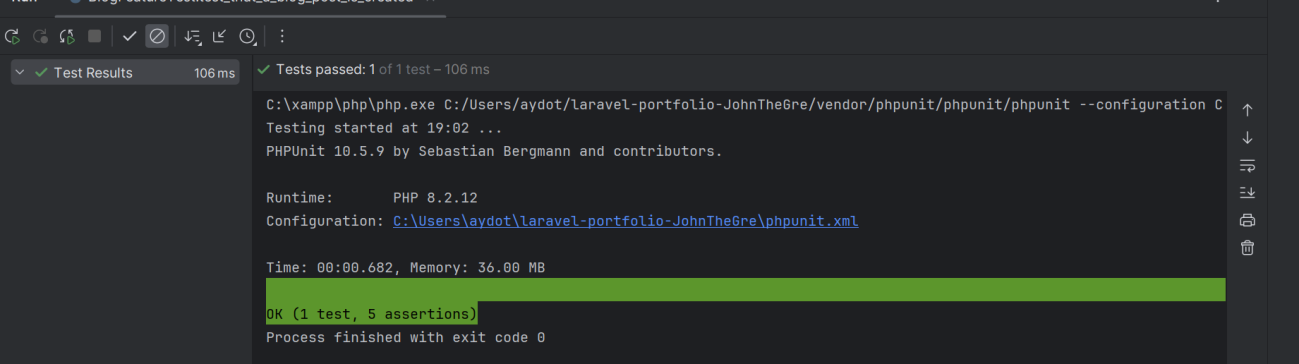 Test Results 106 ms
Tests passed: 1 of 1 test – 106 ms
C:\xampp\php\php.exe C:/Users/aydot/laravel-portfolio-JohnTheGre/vendor/phpunit/phpunit/phpunit --configuration C
Testing started at 19:02 ...
PHPUnit 10.5.9 by Sebastian Bergmann and contributors.
Runtime: PHP 8.2.12
Configuration: C:\Users\aydot\laravel-portfolio-JohnTheGre\phpunit.xml
Time: 00:00.682, Memory: 36.00 MB
OK (1 test, 5 assertions)
Process finished with exit code 0